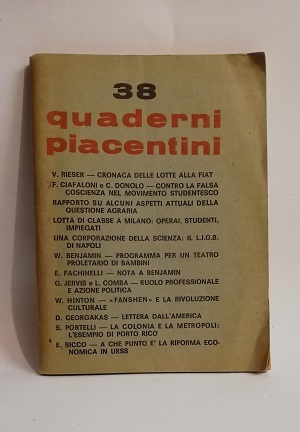 38
quaderni
piacentini
V. RIESER — CRONACA DELLE LOTTE ALLA FIAT
F. CIAFALONI e C. DONOLO — CONTRO LA FALSA
COSCIENZA NEL MOVIMENTO STUDENTESCO
RAPPORTO SU ALCUNI ASPETTI ATTUALI DELLA
QUESTIONE AGRARIA
LOTTA DI CLASSE A MILANO: OPERAI, STUDENTI,
IMPIEGATI
UNA CORPORAZIONE DELLA SCIENZA: IL L.I.G.B.
DI NAPOLI
W. BENJAMIN — PROGRAMMA PER UN TEATRO
PROLETARIO DI BAMBINI
E. FACHINELLI — NOTA A BENJAMIN
G. JERVIS e L. COMBA — RUOLO PROFESSIONALE
E AZIONE POLITICA
W. HINTON — «FANSHEN» E LA RIVOLUZIONE
CULTURALE
D. GEORGAKAS — LETTERA DALL'AMERICA
S. PORTELLI — LA COLONIA E LA METROPOLI:
L'ESEMPIO DI PORTO RICO
E. SICCO — A CHE PUNTO E' LA RIFORMA ECO-
NOMICA IN URSS